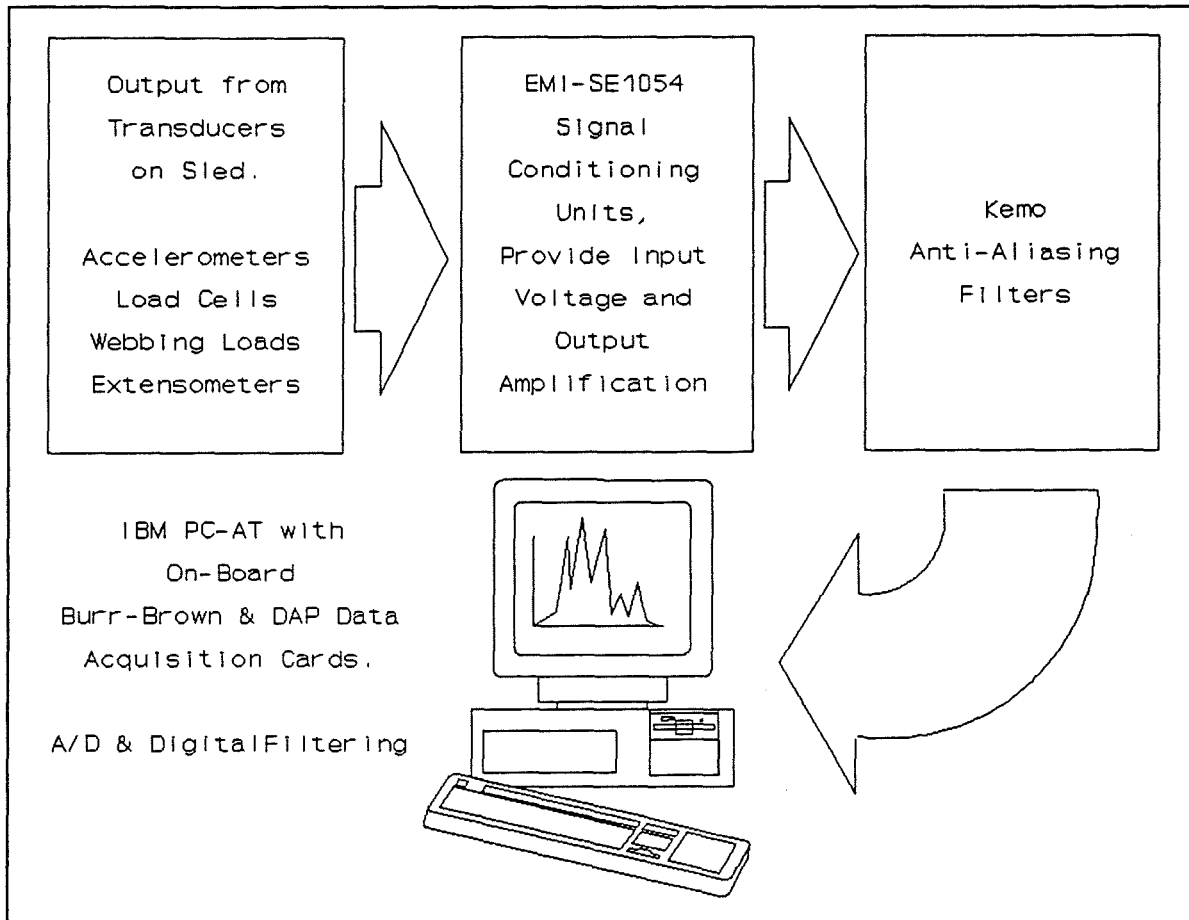 Output from
Transducers
on Sled.
Accelerometers
Load Cells
Webbing Loads
Extensometers
EMI-SE1054
Signal
Conditioning
Units,
Provide Input
Voltage and
Output
Amplification
Kemo
Anti-Aliasing
Filters
IBM PC-AT with
On-Board
Burr-Brown & DAP Data
Acquisition Cards.
A/D & DigitalFiltering